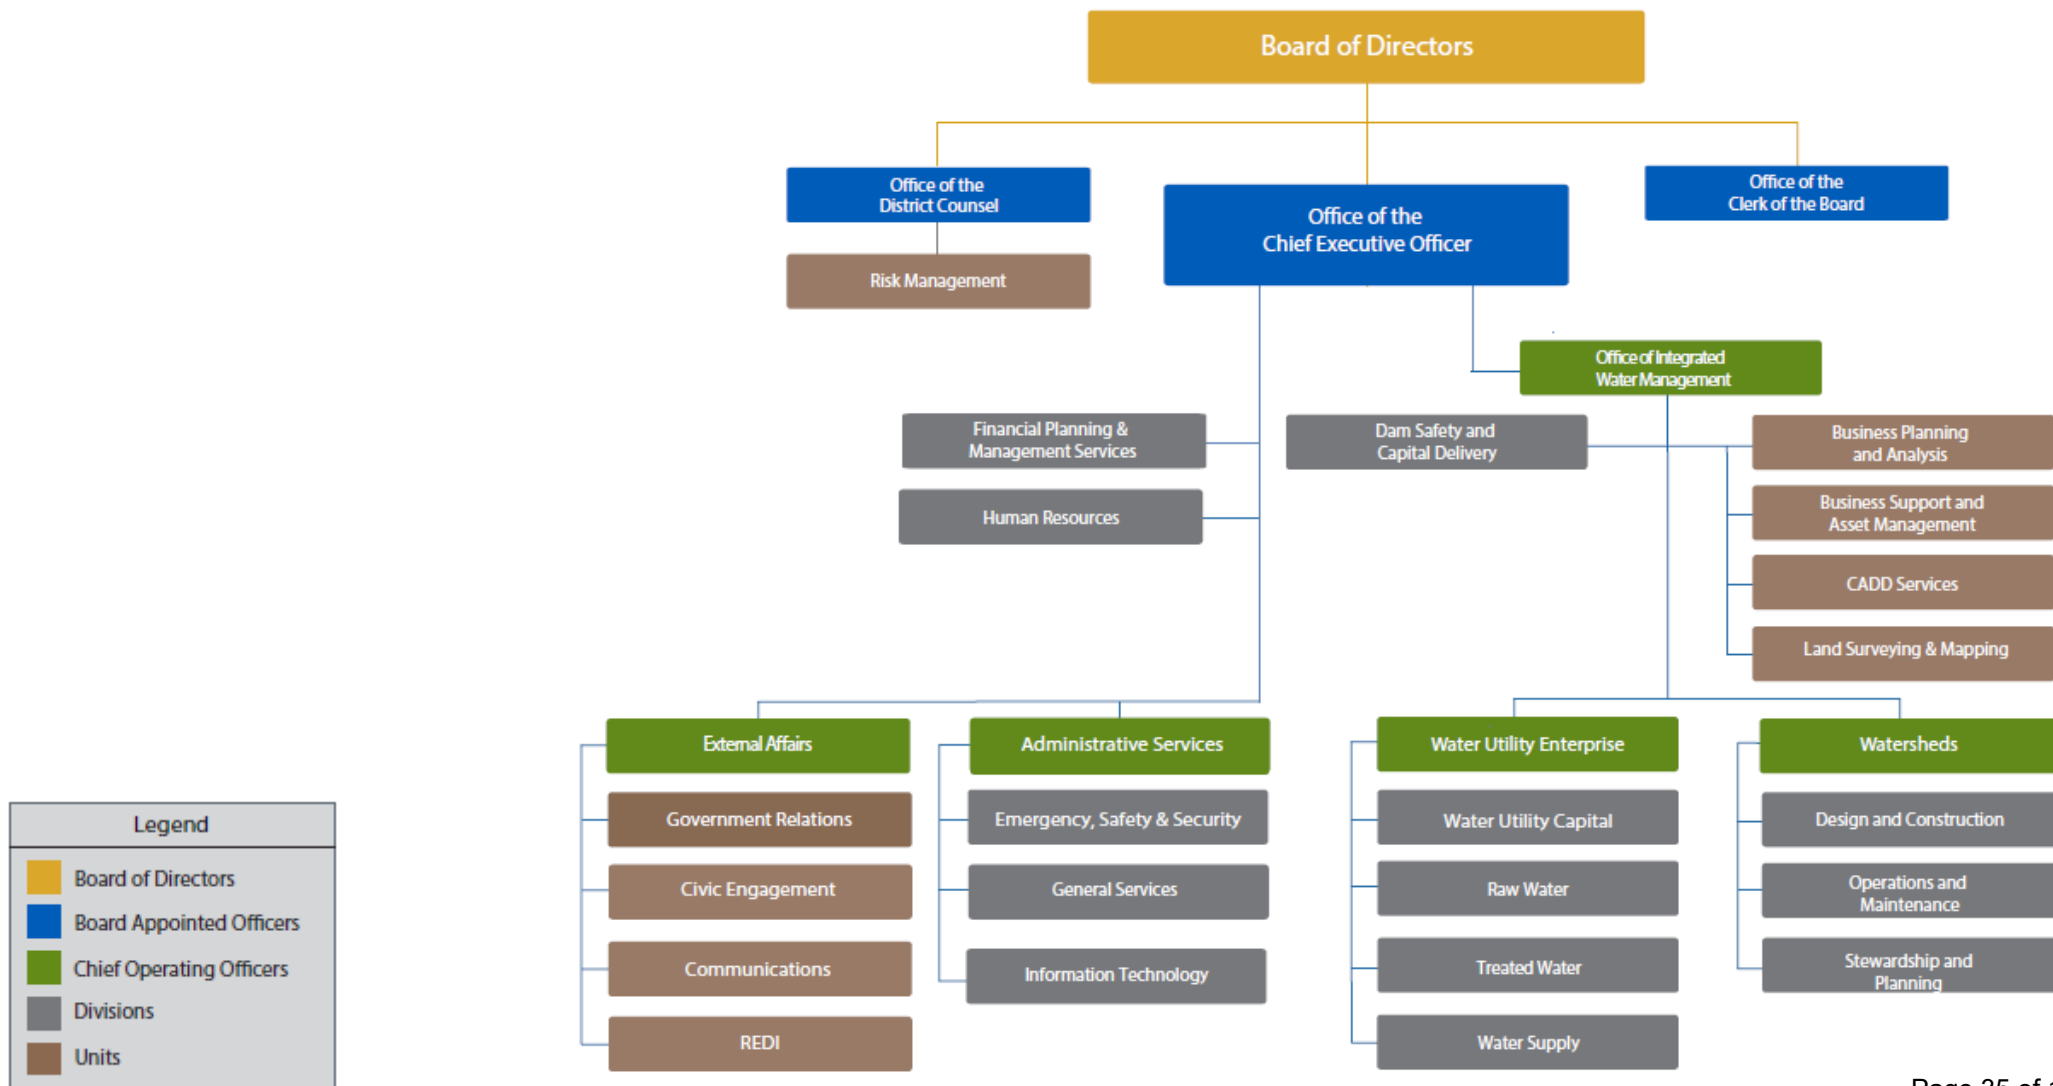 Board of Directors
Office of the
District Counsel
Office of the
Chief Executive Officer
Office of the
Clerk of the Board
Risk Management
Office of Integrated
Water Management
Financial Planning &
Management Services
Dam Safety and
Capital Delivery
Business Planning
and Analysis
Human Resources
Business Support and
Asset Management
CADD Services
Land Surveying & Mapping
External Affairs
Administrative Services
Water Utility Enterprise
Watersheds
Government Relations
Emergency, Safety & Security
Water Utility Capital
Design and Construction
Civic Engagement
General Services
Raw Water
Operations and
Maintenance
Communications
Information Technology
Treated Water
Stewardship and
Planning
REDI
Water Supply
Legend
Board of Directors
Board Appointed Officers
Chief Operating Officers
Divisions
Units
Page 35 of